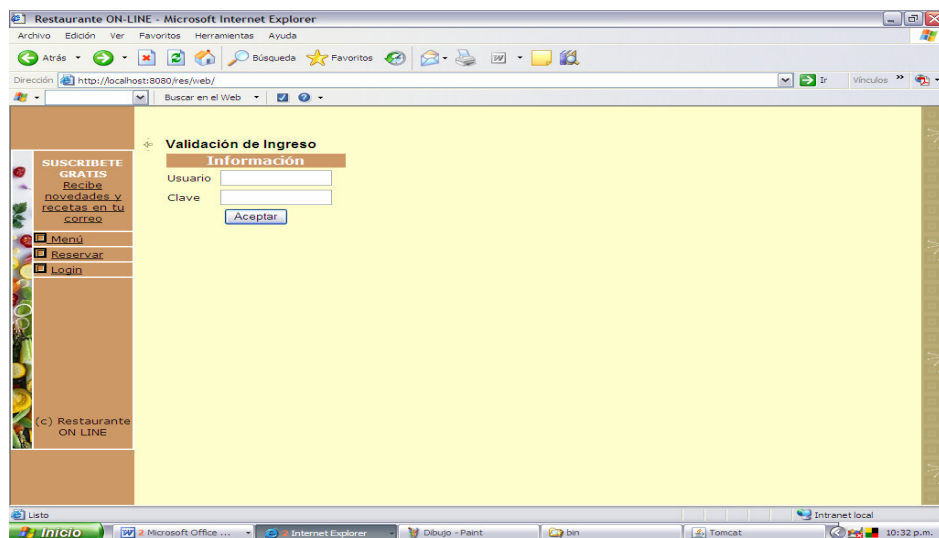 Restaurante ON-LINE - Microsoft Internet Explorer
Archivo Edición Ver Favoritos Herramientas Ayuda
Atrás Búsqueda Favoritos
Dirección http://localhost:8080/res/web/ Ir Vínculos »
Buscar en el Web
Validación de Ingreso
Información
Usuario
Clave
Aceptar
SUSCRIBETE
GRATIS
Recibe
novedades y
recetas en tu
correo
Menú
Reservar
Login
(c) Restaurante
ON LINE
Listo Intranet local
Inicio 2 Microsoft Office ... 2 Internet Explorer Dibujo - Paint bin Tomcat 10:32 p.m.